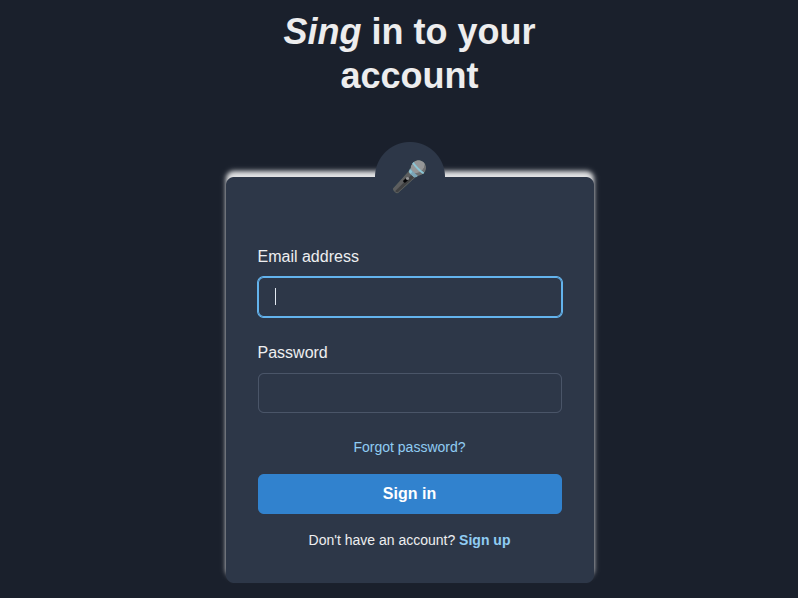 Sing in to your
account
Email address
Password
Forgot password?
Sign in
Don't have an account? Sign up